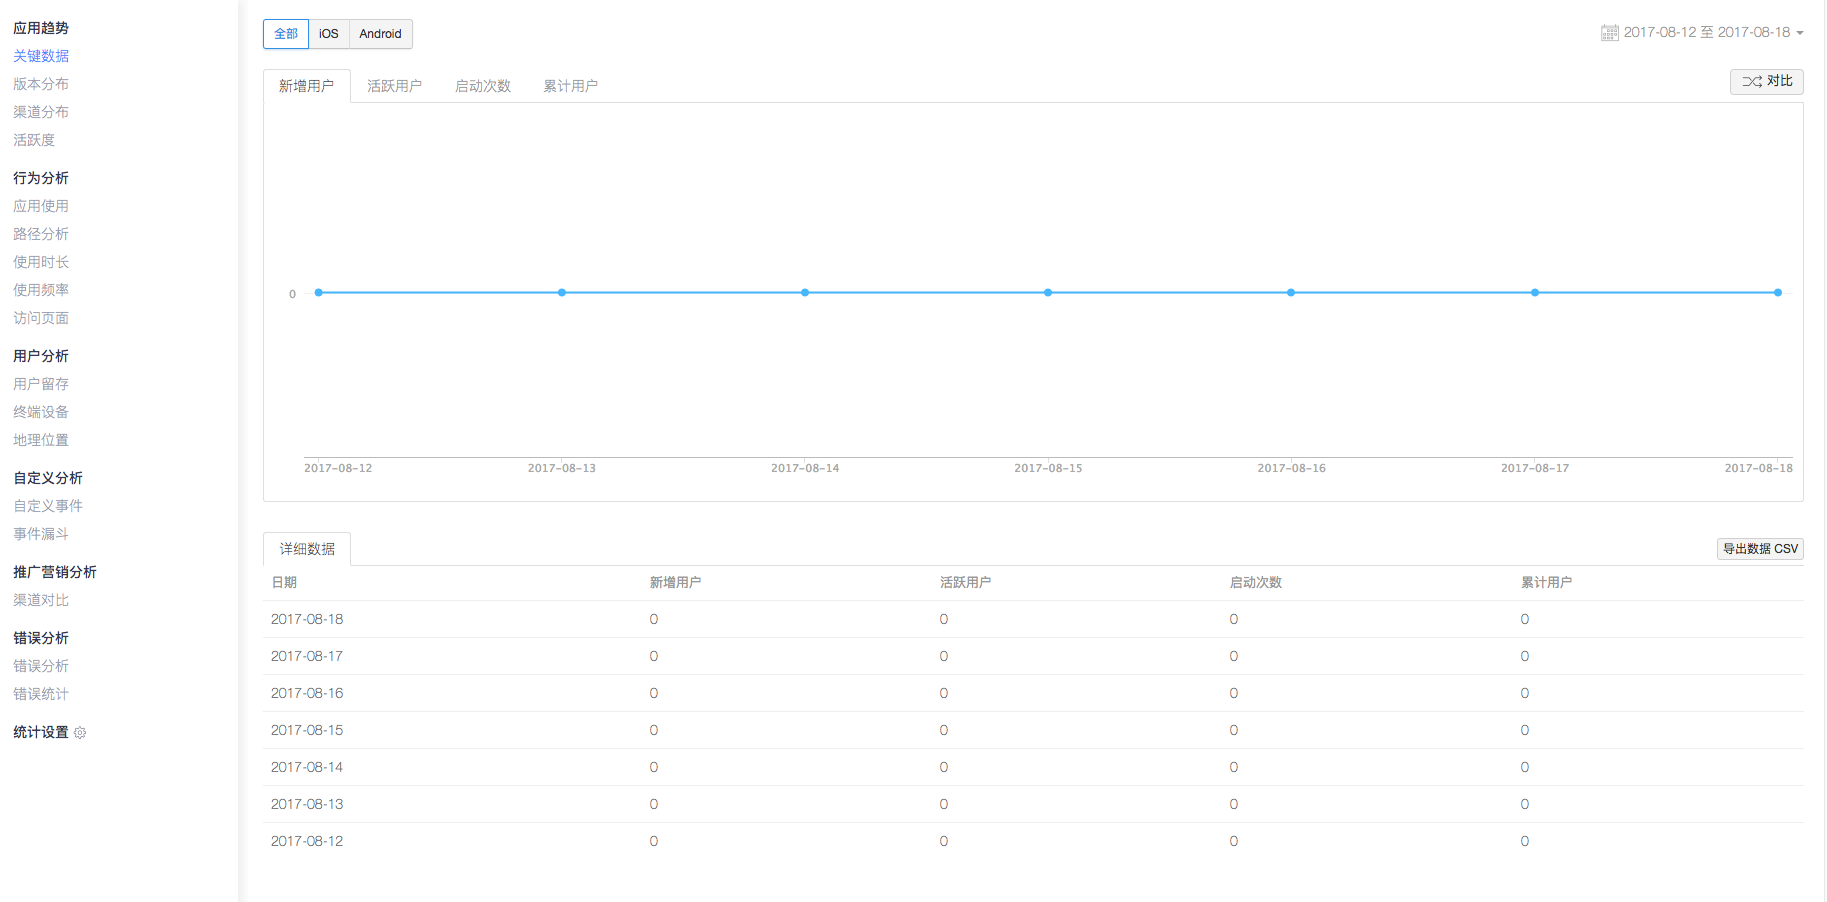 应用趋势
关键数据
版本分布
渠道分布
活跃度
行为分析
应用使用
路径分析
使用时长
使用频率
访问页面
用户分析
用户留存
终端设备
地理位置
自定义分析
自定义事件
事件漏斗
推广营销分析
渠道对比
错误分析
错误分析
错误统计
统计设置
全部 iOS Android
2017-08-12 至 2017-08-18
新增用户 活跃用户 启动次数 累计用户
对比
0
2017-08-12 2017-08-13 2017-08-14 2017-08-15 2017-08-16 2017-08-17 2017-08-18
详细数据
导出数据 CSV
日期 新增用户 活跃用户 启动次数 累计用户
2017-08-18 0 0 0 0
2017-08-17 0 0 0 0
2017-08-16 0 0 0 0
2017-08-15 0 0 0 0
2017-08-14 0 0 0 0
2017-08-13 0 0 0 0
2017-08-12 0 0 0 0